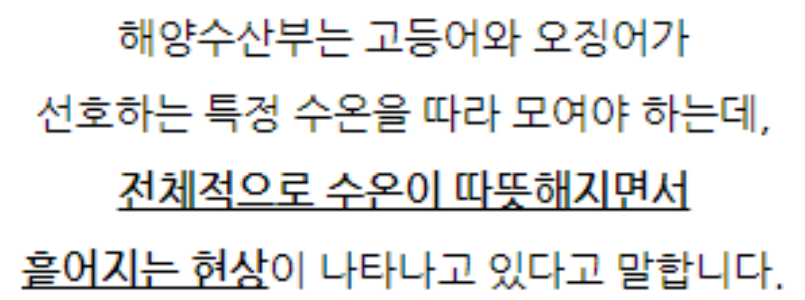 해양수산부는 고등어와 오징어가
선호하는 특정 수온을 따라 모여야 하는데,
전체적으로 수온이 따뜻해지면서
흩어지는 현상이 나타나고 있다고 말합니다.